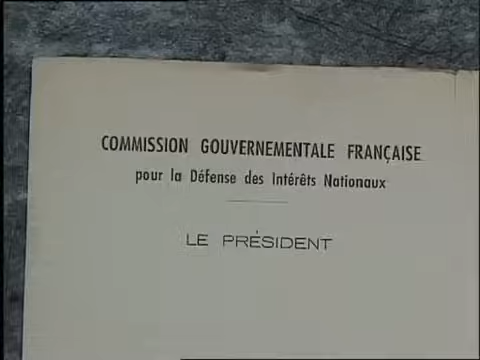 COMMISSION GOUVERNEMENTALE FRANÇAISE
pour la Défense des Intérêts Nationaux
LE PRÉSIDENT